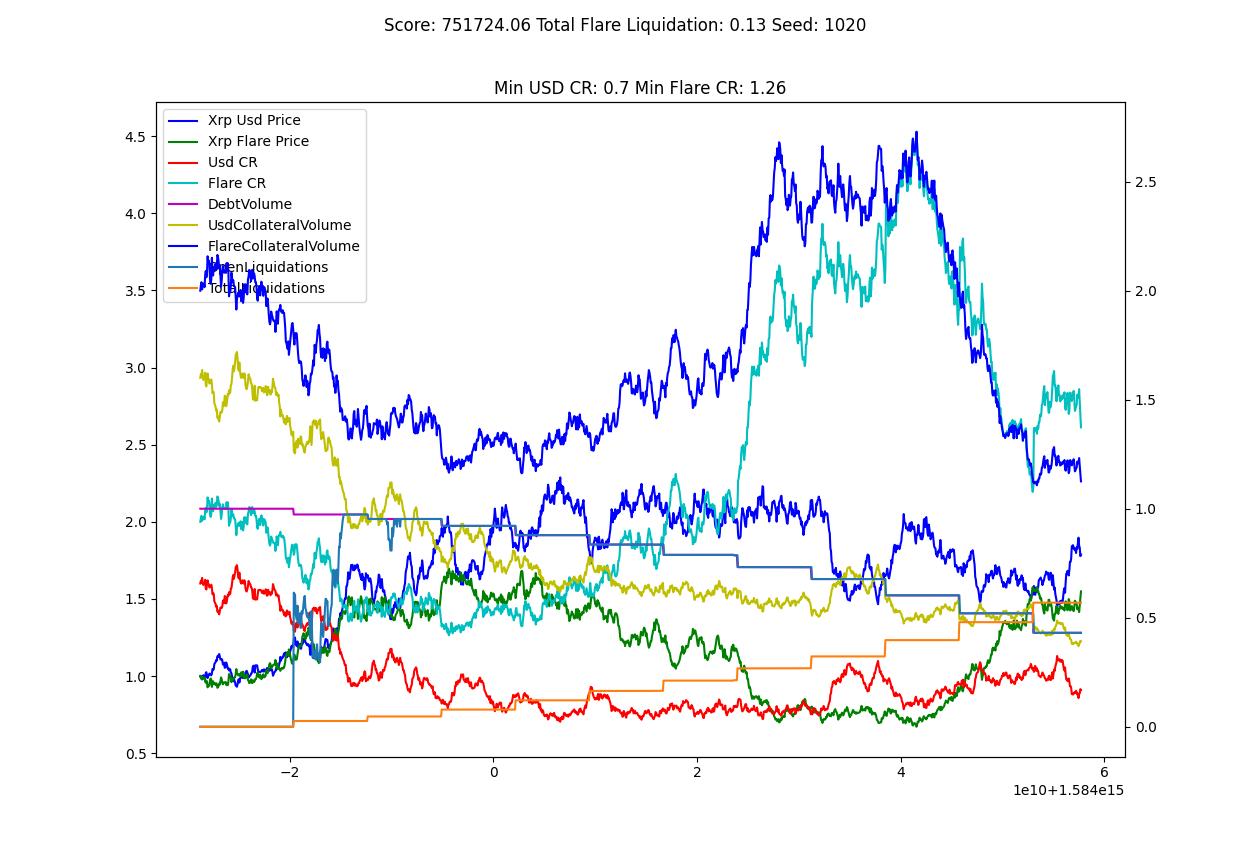 Score: 751724.06 Total Flare Liquidation: 0.13 Seed: 1020
Min USD CR: 0.7 Min Flare CR: 1.26
Xrp Usd Price
Xrp Flare Price
Usd CR
Flare CR
DebtVolume
UsdCollateralVolume
FlareCollateralVolume
OpenLiquidations
TotalLiquidations
4.5
4.0
3.5
3.0
2.5
2.0
1.5
1.0
0.5
2.5
2.0
1.5
1.0
0.5
0.0
−2
0
2
4
6
1e10+1.584e15